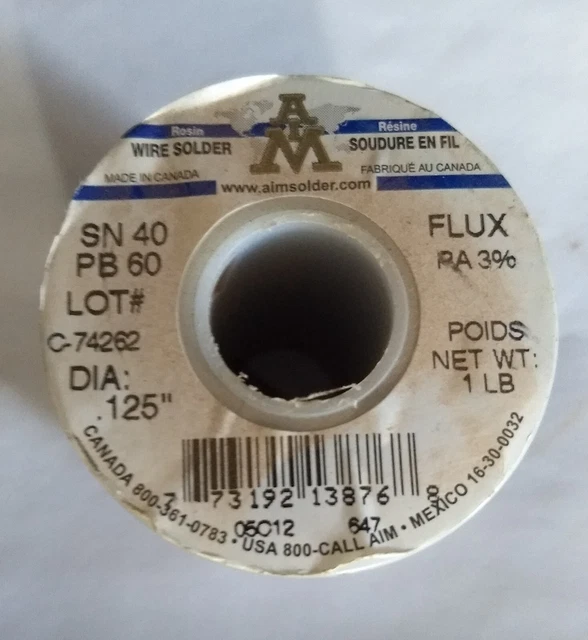 AIM
Rosin
WIRE SOLDER
Résine
SOUDURE EN FIL
MADE IN CANADA
FABRIQUÉ AU CANADA
www.aimsolder.com
SN 40
PB 60
LOT#
C-74262
DIA:
.125"
FLUX
RA 3%
POIDS
NET WT:
1 LB
7 73192 13876 8
05C12 647
CANADA 800-361-0783 • USA 800-CALL AIM • MEXICO 16-30-0032